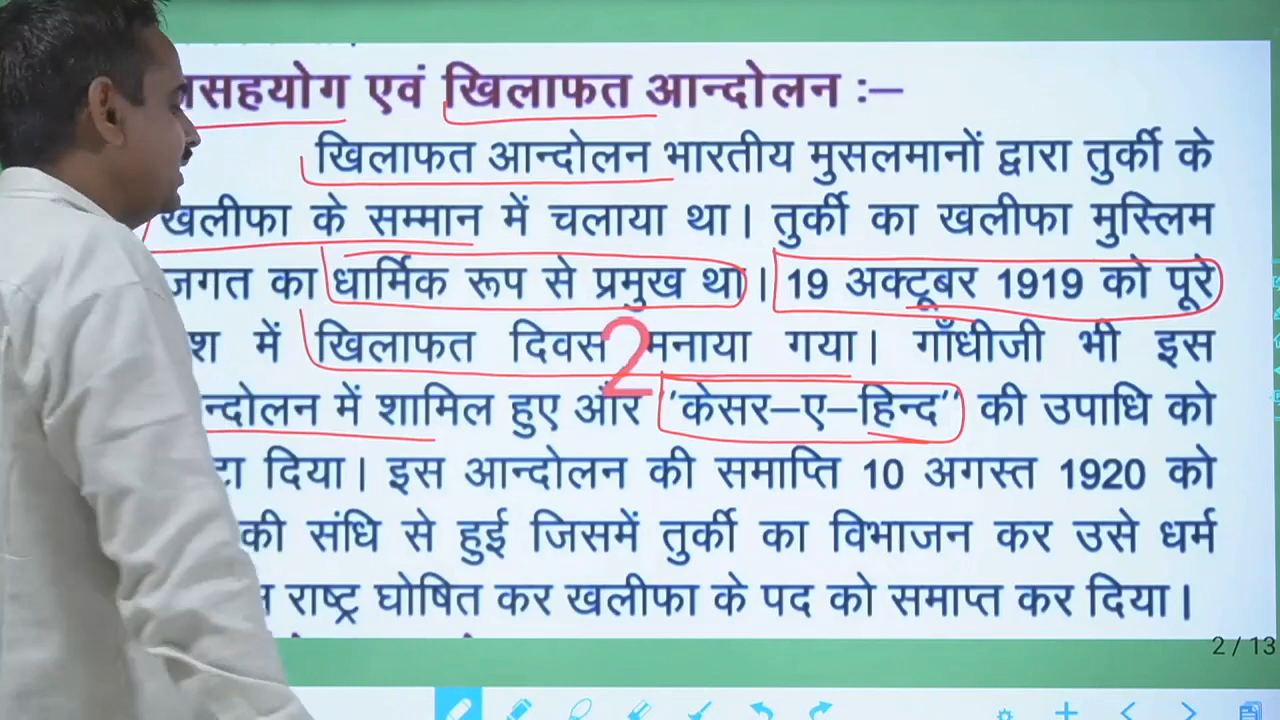 असहयोग एवं खिलाफत आन्दोलन :–
खिलाफत आन्दोलन भारतीय मुसलमानों द्वारा तुर्की के
खलीफा के सम्मान में चलाया था। तुर्की का खलीफा मुस्लिम
जगत का धार्मिक रूप से प्रमुख था। 19 अक्टूबर 1919 को पूरे
में खिलाफत दिवस मनाया गया। गाँधीजी भी इस
2
में शामिल हुए और "केसर–ए–हिन्द" की उपाधि को
दिया। इस आन्दोलन की समाप्ति 10 अगस्त 1920 को
की संधि से हुई जिसमें तुर्की का विभाजन कर उसे धर्म
राष्ट्र घोषित कर खलीफा के पद को समाप्त कर दिया।
2 / 13